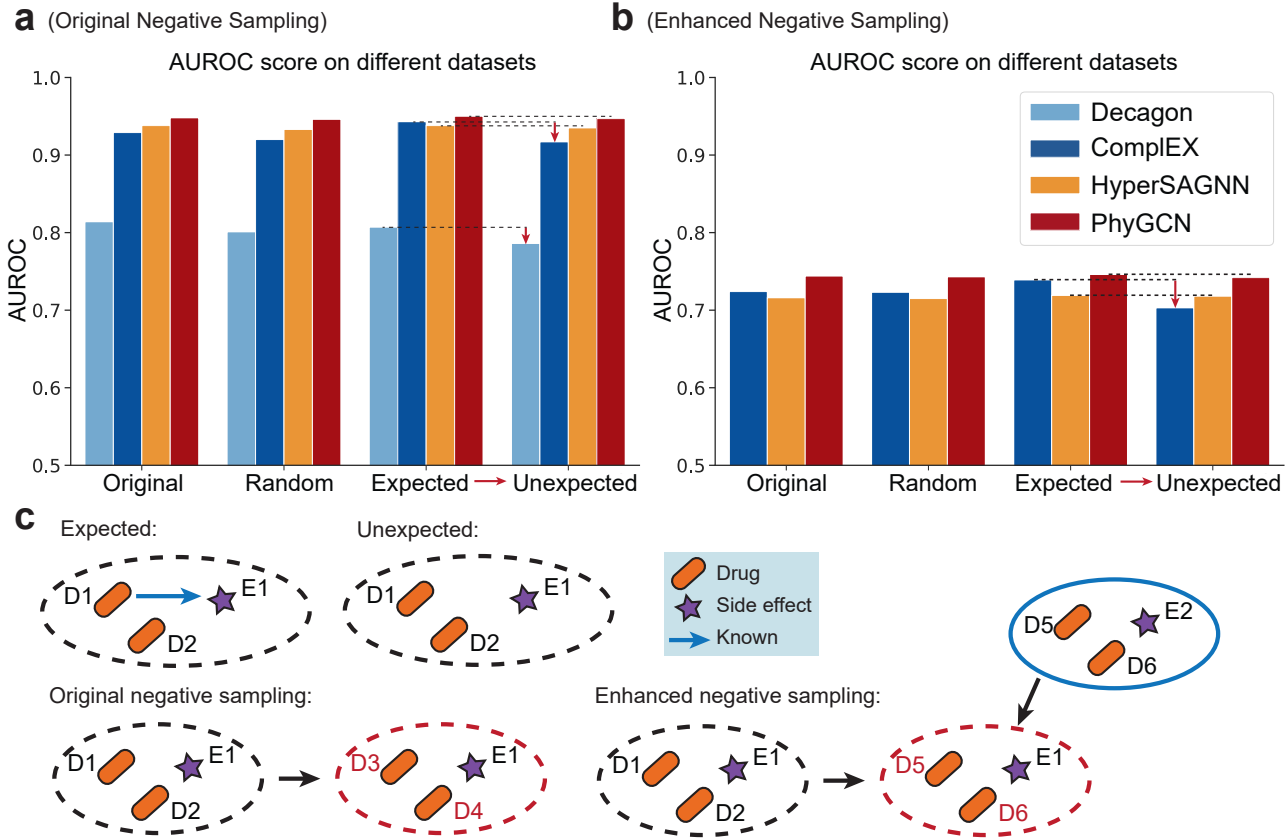 a (Original Negative Sampling)
AUROC score on different datasets
AUROC
1.0
0.9
0.8
0.7
0.6
0.5
Original Random Expected Unexpected
b (Enhanced Negative Sampling)
AUROC score on different datasets
AUROC
1.0
0.9
0.8
0.7
0.6
0.5
Decagon
ComplEX
HyperSAGNN
PhyGCN
Original Random Expected Unexpected
c
Expected:
D1 E1
D2
Unexpected:
D1 E1
D2
Drug
Side effect
Known
D5 E2
D6
Original negative sampling:
D1 E1
D2
D3 E1
D4
Enhanced negative sampling:
D1 E1
D2
D5 E1
D6